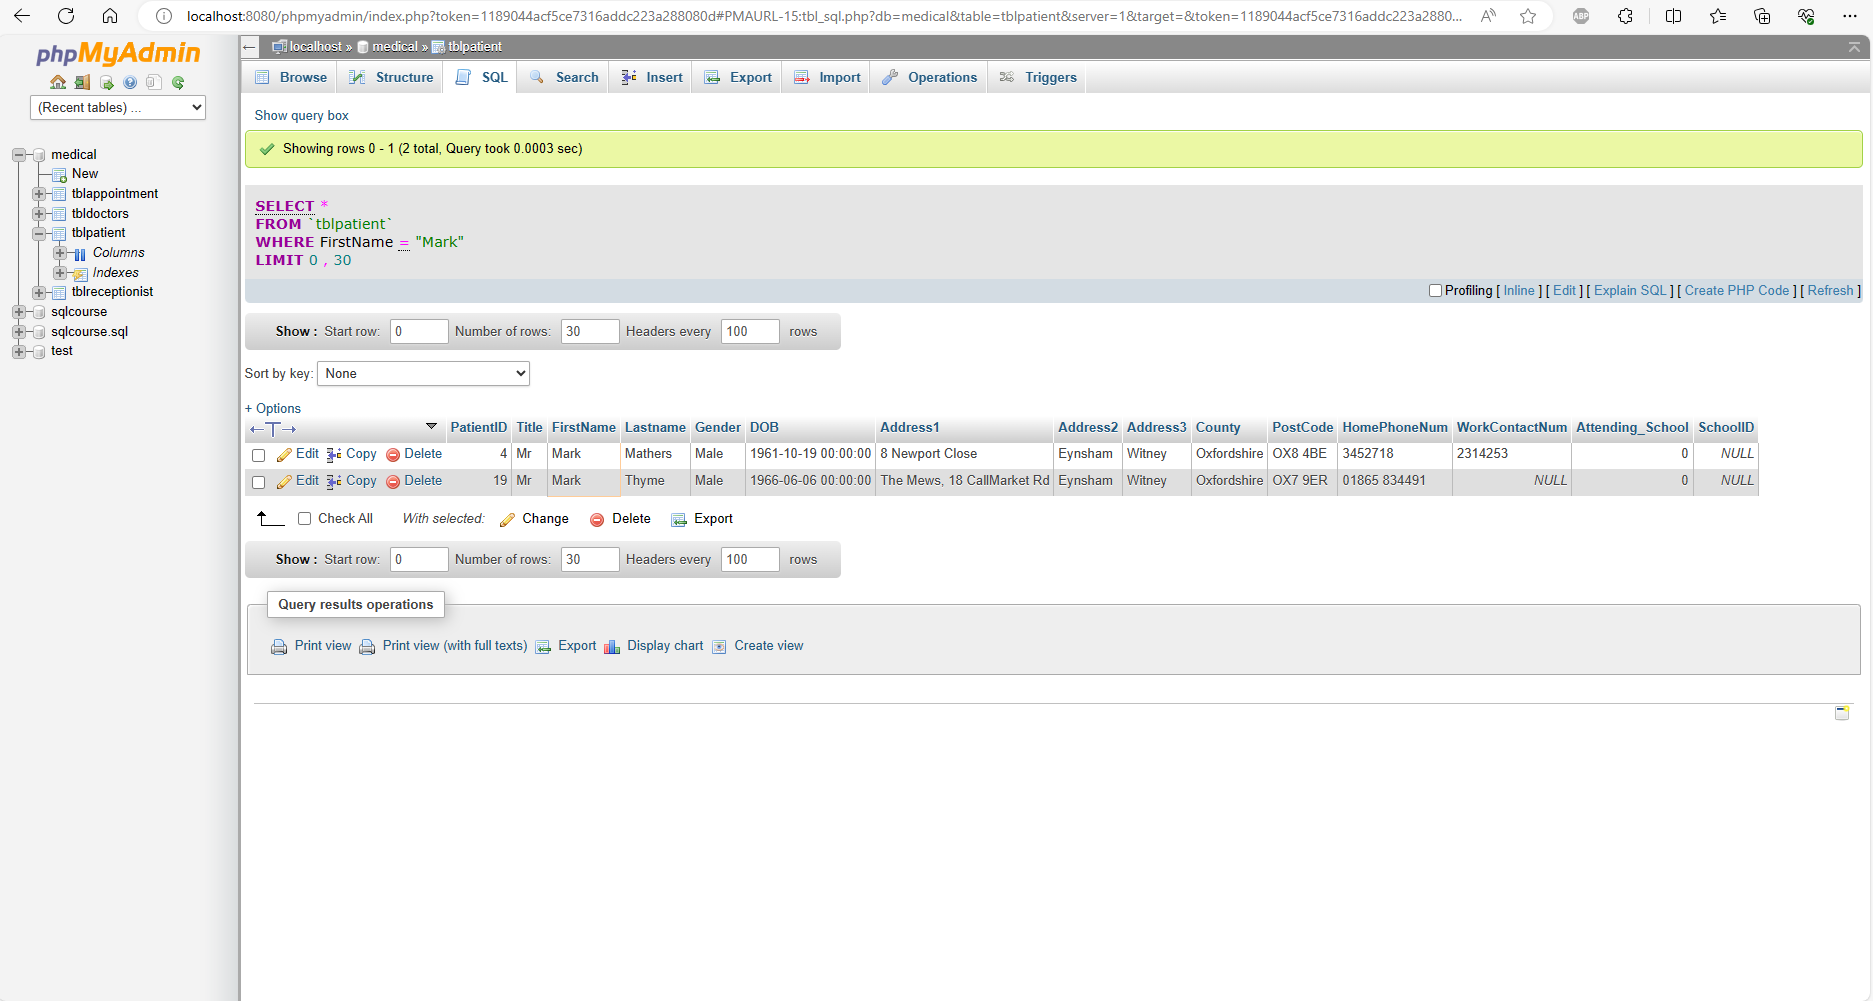 localhost:8080/phpmyadmin/index.php?token=1189044acf5ce7316addc223a288080d#PMAURL-15:tbl_sql.php?db=medical&table=tblpatient&server=1&target=&token=1189044acf5ce7316addc223a2880...
ABP
phpMyAdmin
(Recent tables) ...
medical
New
tblappointment
tbldoctors
tblpatient
Columns
Indexes
tblreceptionist
sqlcourse
sqlcourse.sql
test
localhost » medical » tblpatient
Browse Structure SQL Search Insert Export Import Operations Triggers
Show query box
Showing rows 0 - 1 (2 total, Query took 0.0003 sec)
SELECT *
FROM `tblpatient`
WHERE FirstName = "Mark"
LIMIT 0 , 30
Profiling [ Inline ] [ Edit ] [ Explain SQL ] [ Create PHP Code ] [ Refresh ]
Show : Start row: 0 Number of rows: 30 Headers every 100 rows
Sort by key: None
+ Options
←T→ PatientID Title FirstName Lastname Gender DOB Address1 Address2 Address3 County PostCode HomePhoneNum WorkContactNum Attending_School SchoolID
Edit Copy Delete 4 Mr Mark Mathers Male 1961-10-19 00:00:00 8 Newport Close Eynsham Witney Oxfordshire OX8 4BE 3452718 2314253 0 NULL
Edit Copy Delete 19 Mr Mark Thyme Male 1966-06-06 00:00:00 The Mews, 18 CallMarket Rd Eynsham Witney Oxfordshire OX7 9ER 01865 834491 NULL 0 NULL
Check All With selected: Change Delete Export
Show : Start row: 0 Number of rows: 30 Headers every 100 rows
Query results operations
Print view Print view (with full texts) Export Display chart Create view